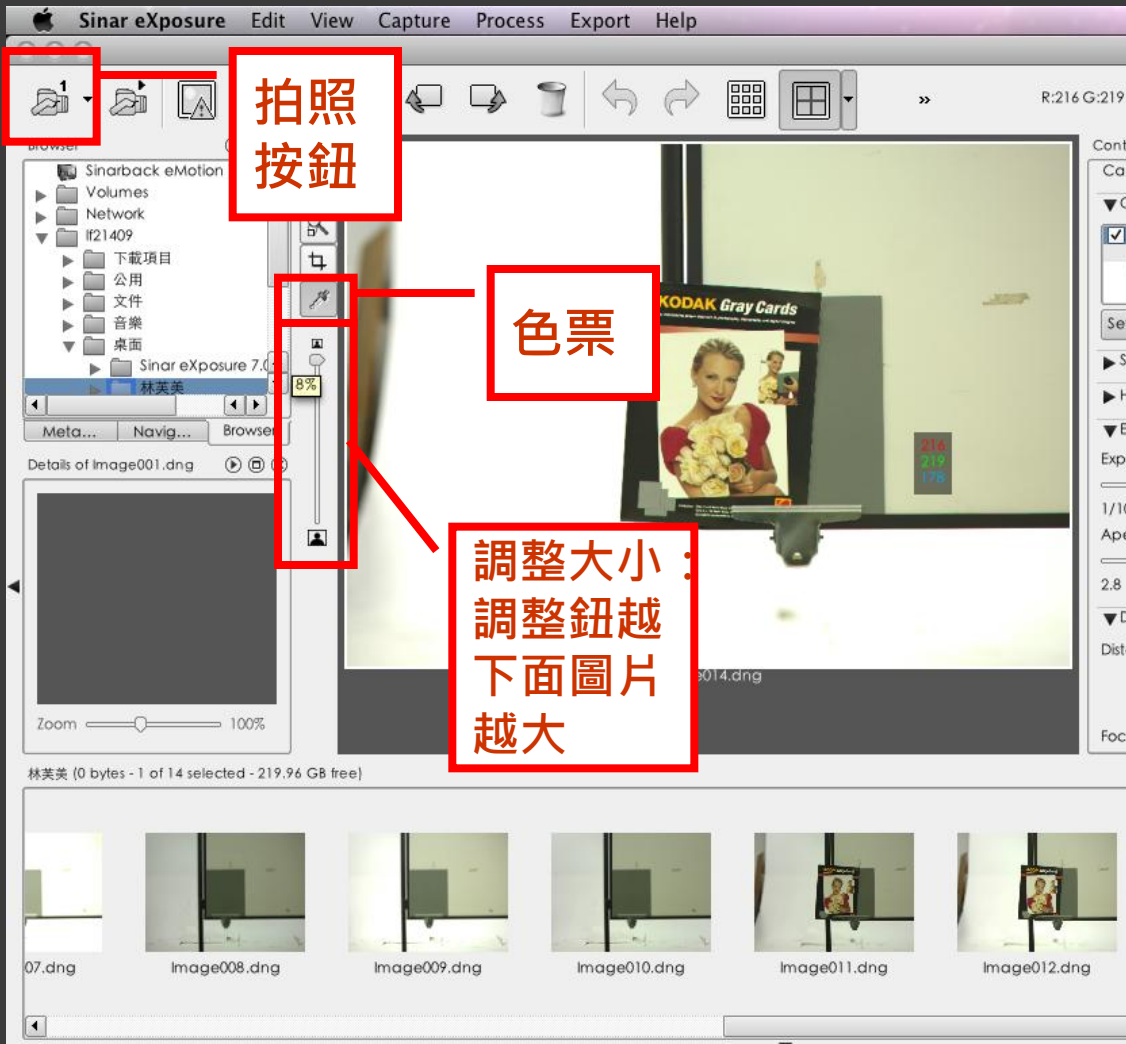 Sinar eXposure Edit View Capture Process Export Help
R:216 G:219
拍照
按鈕
Browser
Cont
Sinarback eMotion
Volumes
Network
lf21409
下載項目
公用
文件
音樂
桌面
Sinar eXposure 7.0
林芙美
8%
Meta... Navig... Browser
Details of Image001.dng
Zoom 100%
色票
KODAK Gray Cards
216
219
178
調整大小：
調整鈕越
下面圖片
越大
014.dng
Ca
Se
Exp
1/10
Ape
2.8
Dist
Foc
林芙美 (0 bytes - 1 of 14 selected - 219.96 GB free)
07.dng Image008.dng Image009.dng Image010.dng Image011.dng Image012.dng